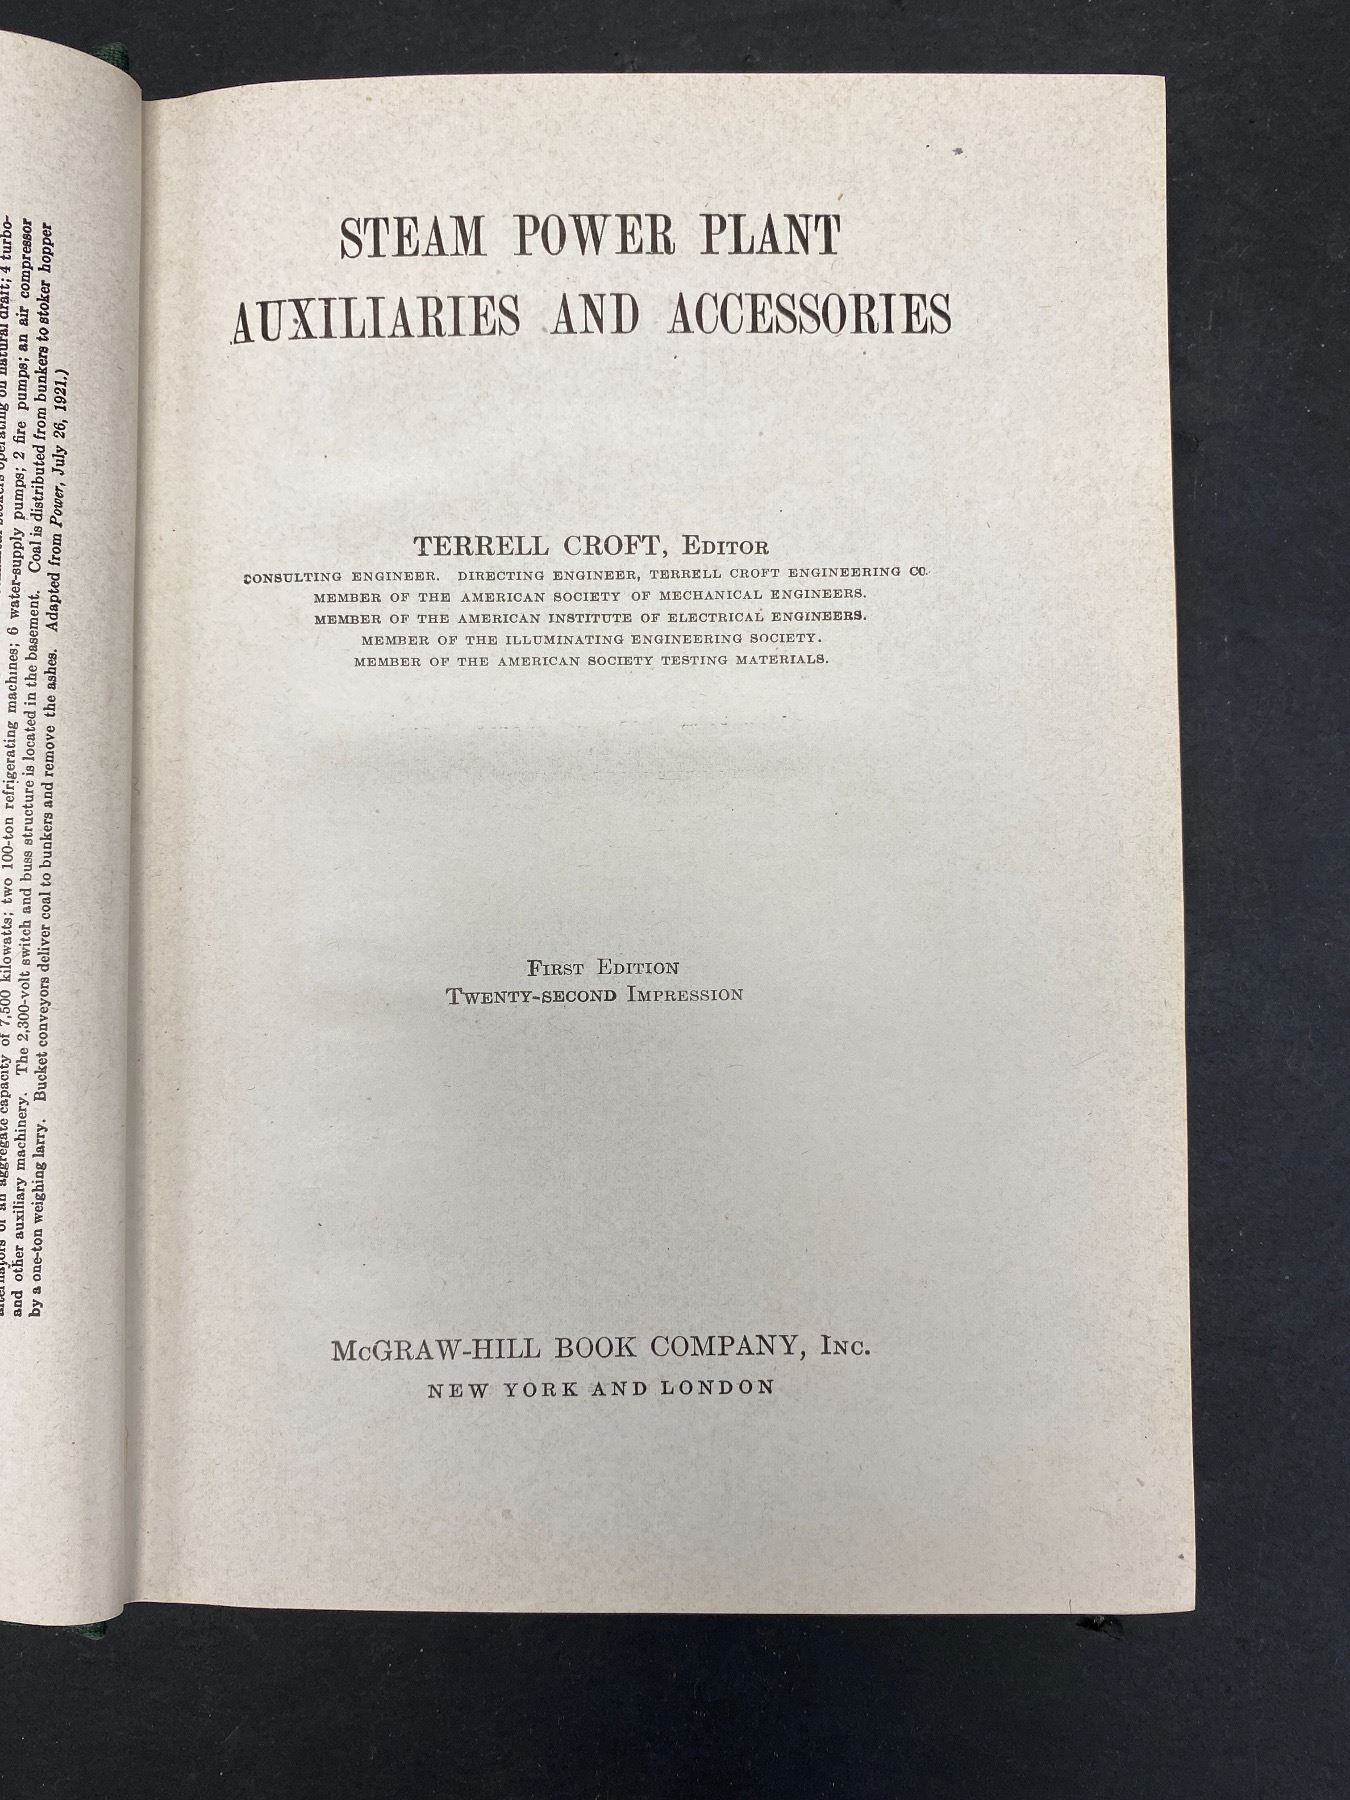 STEAM POWER PLANT
AUXILIARIES AND ACCESSORIES
TERRELL CROFT, EDITOR
CONSULTING ENGINEER. DIRECTING ENGINEER, TERRELL CROFT ENGINEERING CO.
MEMBER OF THE AMERICAN SOCIETY OF MECHANICAL ENGINEERS.
MEMBER OF THE AMERICAN INSTITUTE OF ELECTRICAL ENGINEERS.
MEMBER OF THE ILLUMINATING ENGINEERING SOCIETY.
MEMBER OF THE AMERICAN SOCIETY TESTING MATERIALS.
FIRST EDITION
TWENTY-SECOND IMPRESSION
McGRAW-HILL BOOK COMPANY, INC.
NEW YORK AND LONDON
operating on natural draft; 4 turbo-
alternators of an aggregate capacity of 7,500 kilowatts; two 100-ton refrigerating machines; 6 water-supply pumps; 2 fire pumps; an air compressor
and other auxiliary machinery. The 2,300-volt switch and buss structure is located in the basement. Coal is distributed from bunkers to stoker hopper
by a one-ton weighing larry. Bucket conveyors deliver coal to bunkers and remove the ashes. Adapted from Power, July 26, 1921.)